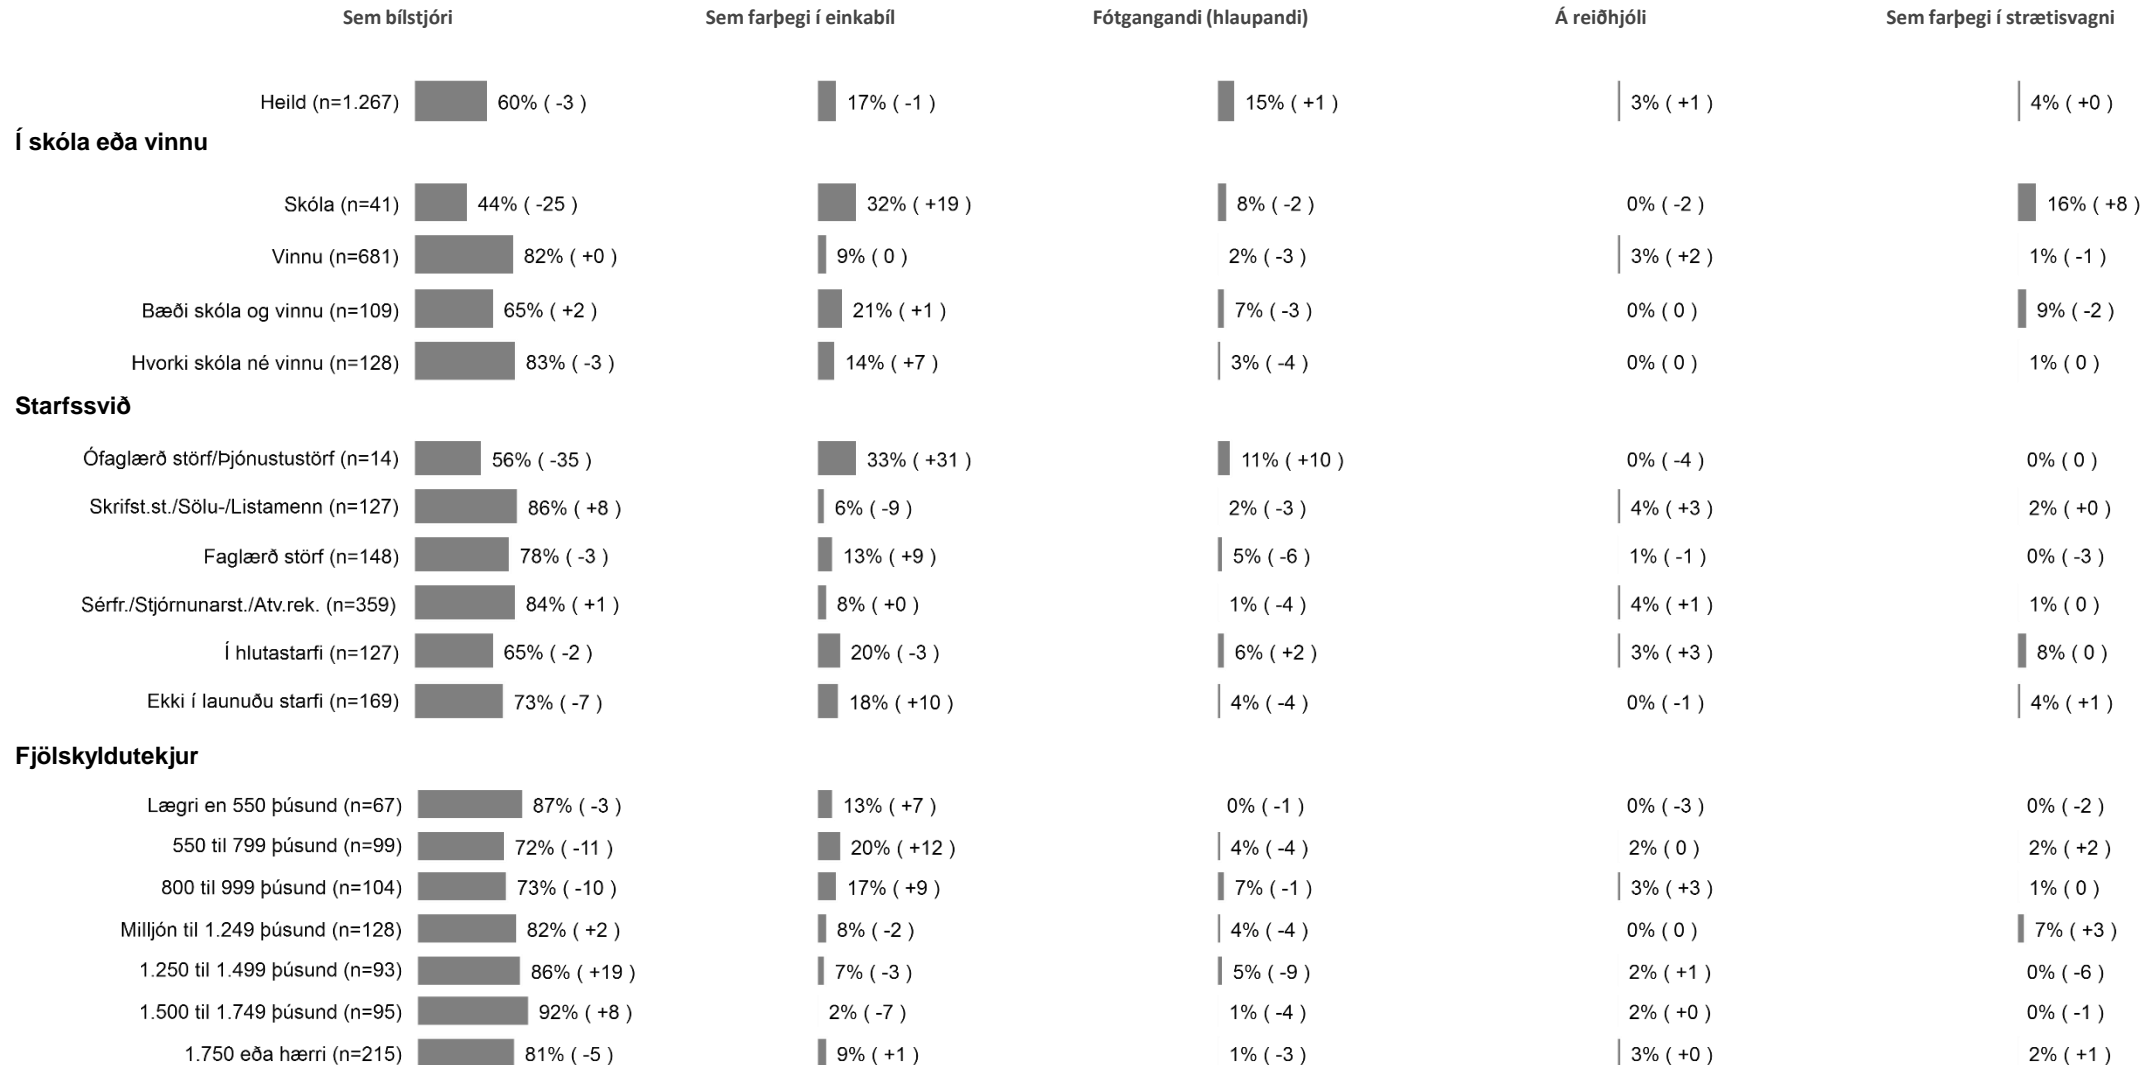 Sem bílstjóri Sem farþegi í einkabíl Fótgangandi (hlaupandi) Á reiðhjóli Sem farþegi í strætisvagni
Heild (n=1.267) 60% ( -3 ) 17% ( -1 ) 15% ( +1 ) 3% ( +1 ) 4% ( +0 )
Í skóla eða vinnu
Skóla (n=41) 44% ( -25 ) 32% ( +19 ) 8% ( -2 ) 0% ( -2 ) 16% ( +8 )
Vinnu (n=681) 82% ( +0 ) 9% ( 0 ) 2% ( -3 ) 3% ( +2 ) 1% ( -1 )
Bæði skóla og vinnu (n=109) 65% ( +2 ) 21% ( +1 ) 7% ( -3 ) 0% ( 0 ) 9% ( -2 )
Hvorki skóla né vinnu (n=128) 83% ( -3 ) 14% ( +7 ) 3% ( -4 ) 0% ( 0 ) 1% ( 0 )
Starfssvið
Ófaglærð störf/Þjónustustörf (n=14) 56% ( -35 ) 33% ( +31 ) 11% ( +10 ) 0% ( -4 ) 0% ( 0 )
Skrifst.st./Sölu-/Listamenn (n=127) 86% ( +8 ) 6% ( -9 ) 2% ( -3 ) 4% ( +3 ) 2% ( +0 )
Faglærð störf (n=148) 78% ( -3 ) 13% ( +9 ) 5% ( -6 ) 1% ( -1 ) 0% ( -3 )
Sérfr./Stjórnunarst./Atv.rek. (n=359) 84% ( +1 ) 8% ( +0 ) 1% ( -4 ) 4% ( +1 ) 1% ( 0 )
Í hlutastarfi (n=127) 65% ( -2 ) 20% ( -3 ) 6% ( +2 ) 3% ( +3 ) 8% ( 0 )
Ekki í launuðu starfi (n=169) 73% ( -7 ) 18% ( +10 ) 4% ( -4 ) 0% ( -1 ) 4% ( +1 )
Fjölskyldutekjur
Lægri en 550 þúsund (n=67) 87% ( -3 ) 13% ( +7 ) 0% ( -1 ) 0% ( -3 ) 0% ( -2 )
550 til 799 þúsund (n=99) 72% ( -11 ) 20% ( +12 ) 4% ( -4 ) 2% ( 0 ) 2% ( +2 )
800 til 999 þúsund (n=104) 73% ( -10 ) 17% ( +9 ) 7% ( -1 ) 3% ( +3 ) 1% ( 0 )
Milljón til 1.249 þúsund (n=128) 82% ( +2 ) 8% ( -2 ) 4% ( -4 ) 0% ( 0 ) 7% ( +3 )
1.250 til 1.499 þúsund (n=93) 86% ( +19 ) 7% ( -3 ) 5% ( -9 ) 2% ( +1 ) 0% ( -6 )
1.500 til 1.749 þúsund (n=95) 92% ( +8 ) 2% ( -7 ) 1% ( -4 ) 2% ( +0 ) 0% ( -1 )
1.750 eða hærri (n=215) 81% ( -5 ) 9% ( +1 ) 1% ( -3 ) 3% ( +0 ) 2% ( +1 )